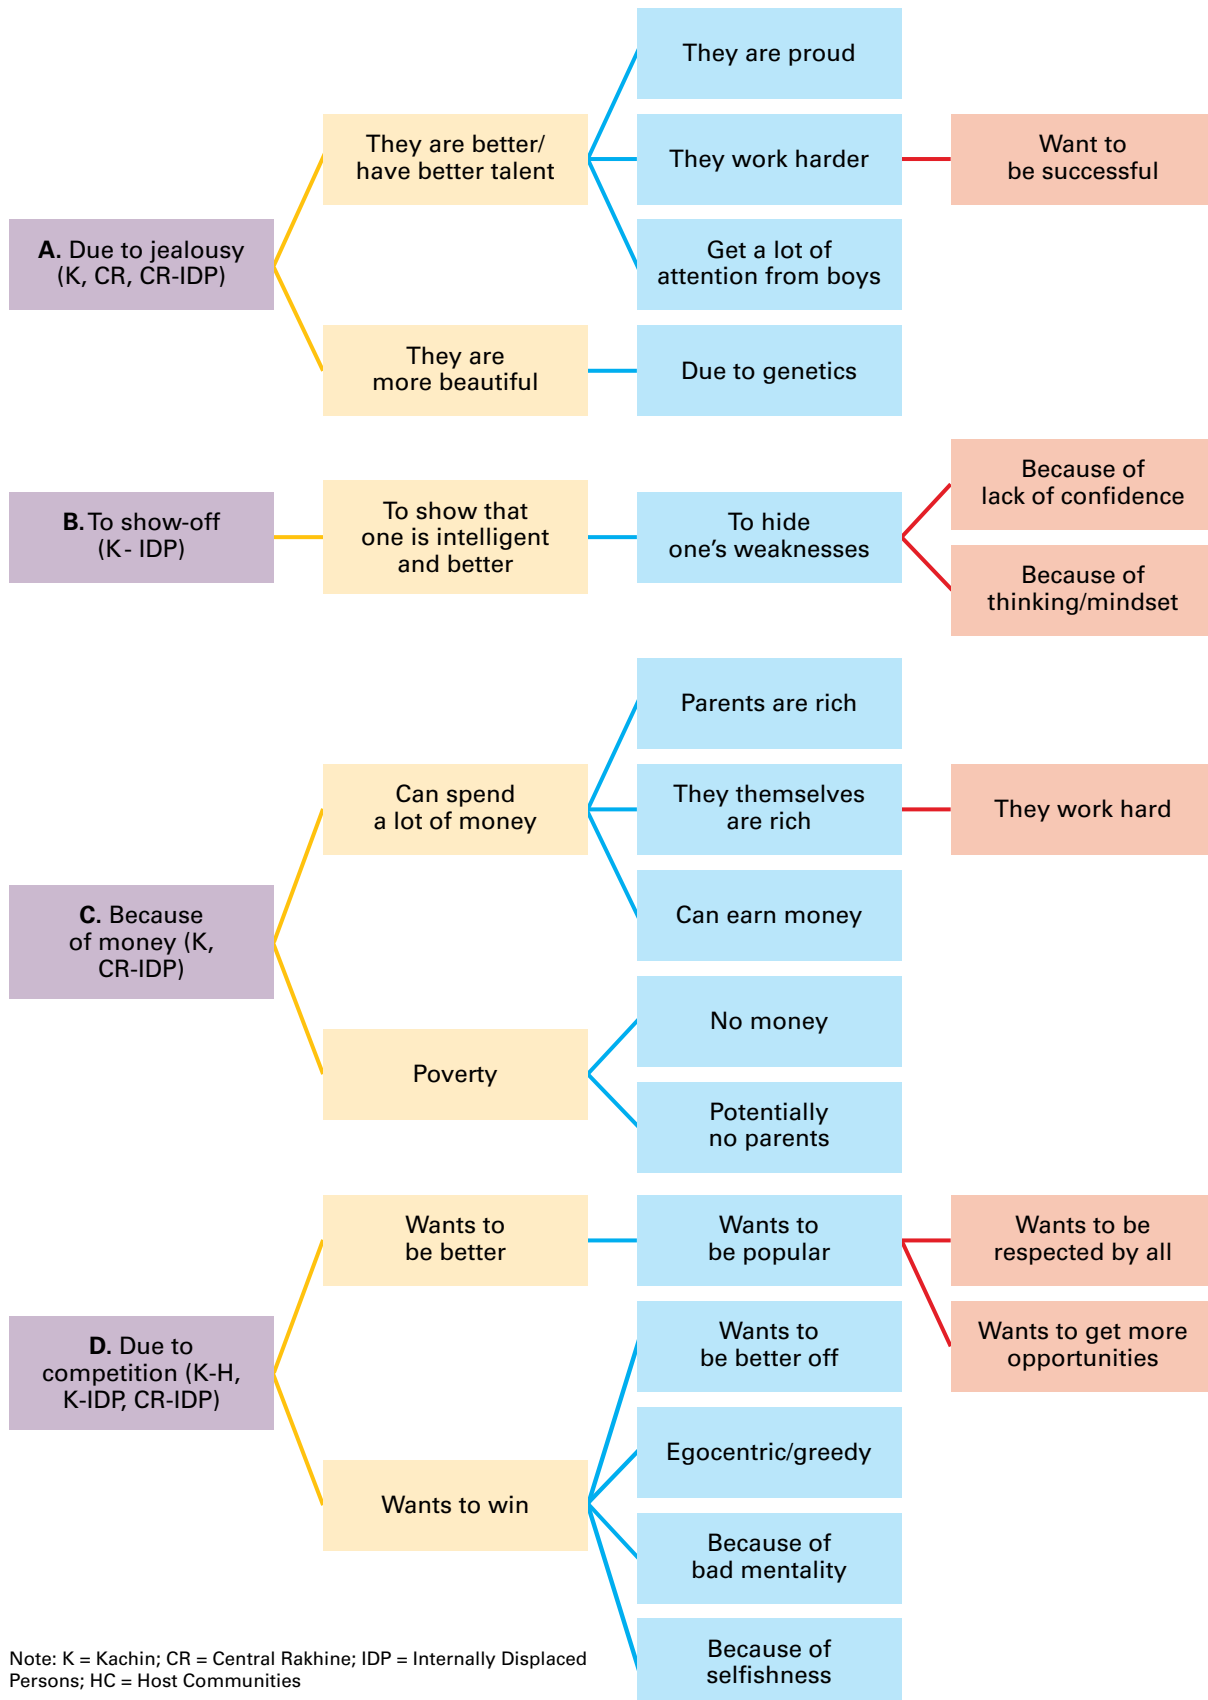 They are proud
They are better/
have better talent
They work harder
Want to
be successful
A. Due to jealousy
(K, CR, CR-IDP)
Get a lot of
attention from boys
They are
more beautiful
Due to genetics
B. To show-off
(K - IDP)
To show that
one is intelligent
and better
To hide
one’s weaknesses
Because of
lack of confidence
Because of
thinking/mindset
C. Because
of money (K,
CR-IDP)
Can spend
a lot of money
Parents are rich
They themselves
are rich
They work hard
Can earn money
Poverty
No money
Potentially
no parents
D. Due to
competition (K-H,
K-IDP, CR-IDP)
Wants to
be better
Wants to
be popular
Wants to be
respected by all
Wants to get more
opportunities
Wants to win
Wants to
be better off
Egocentric/greedy
Because of
bad mentality
Because of
selfishness
Note: K = Kachin; CR = Central Rakhine; IDP = Internally Displaced
Persons; HC = Host Communities